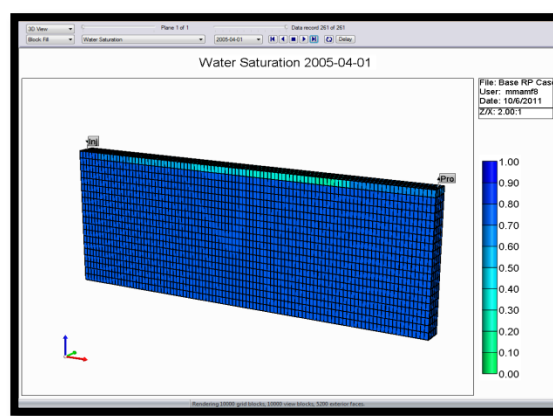 3D View Plane 1 of 1 Data record 261 of 261
Block Fill Water Saturation 2005-04-01 Delay
Water Saturation 2005-04-01
File: Base RP Case
User: mmamf8
Date: 10/6/2011
Z/X: 2.00:1
Inj
Pro
1.00
0.90
0.80
0.70
0.60
0.50
0.40
0.30
0.20
0.10
0.00
Rendering 10000 grid blocks, 10000 view blocks, 5200 exterior faces.